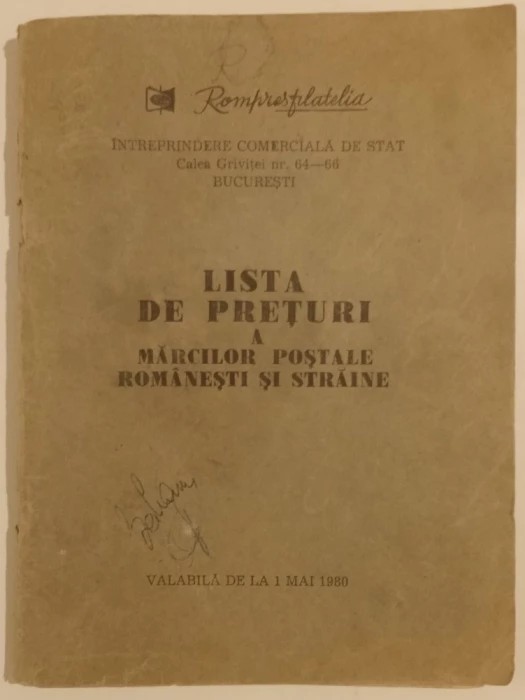 Rompresfilatelia
INTREPRINDERE COMERCIALĂ DE STAT
Calea Griviței nr. 64—66
BUCUREȘTI
LISTA
DE PREȚURI
A
MĂRCILOR POȘTALE
ROMÂNEȘTI ȘI STRĂINE
VALABILĂ DE LA 1 MAI 1980